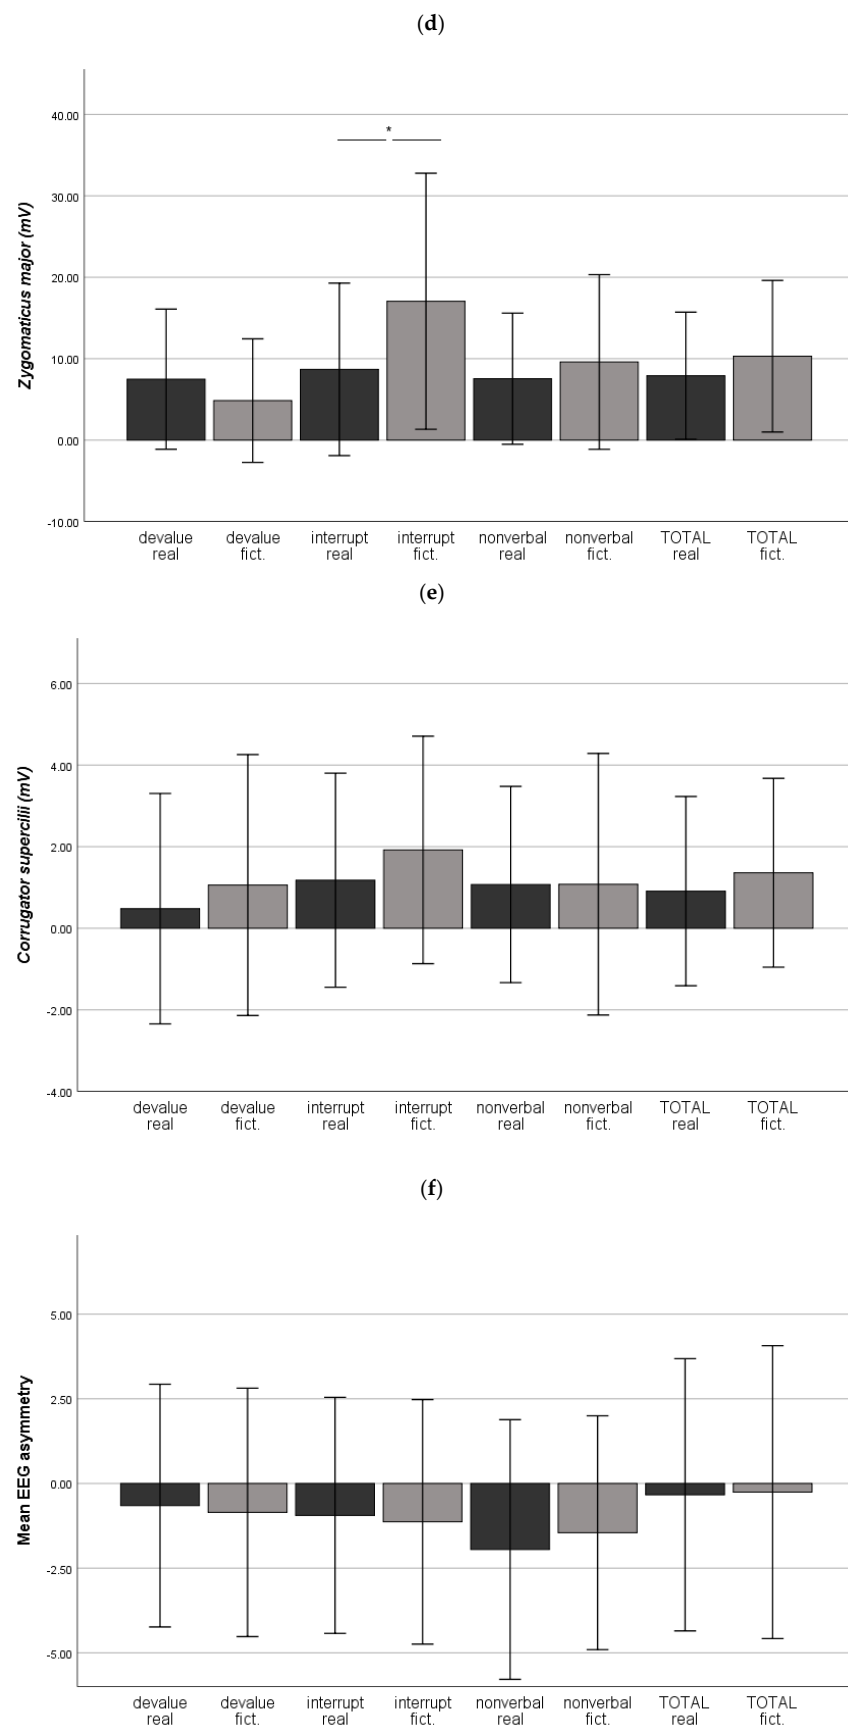 (d)
Zygomaticus major (mV)
40.00
*
30.00
20.00
10.00
0.00
-10.00
devalue real
devalue fict.
interrupt real
interrupt fict.
nonverbal real
nonverbal fict.
TOTAL real
TOTAL fict.
(e)
Corrugator supercilii (mV)
6.00
4.00
2.00
0.00
-2.00
-4.00
devalue real
devalue fict.
interrupt real
interrupt fict.
nonverbal real
nonverbal fict.
TOTAL real
TOTAL fict.
(f)
Mean EEG asymmetry
5.00
2.50
0.00
-2.50
-5.00
devalue real
devalue fict.
interrupt real
interrupt fict.
nonverbal real
nonverbal fict.
TOTAL real
TOTAL fict.